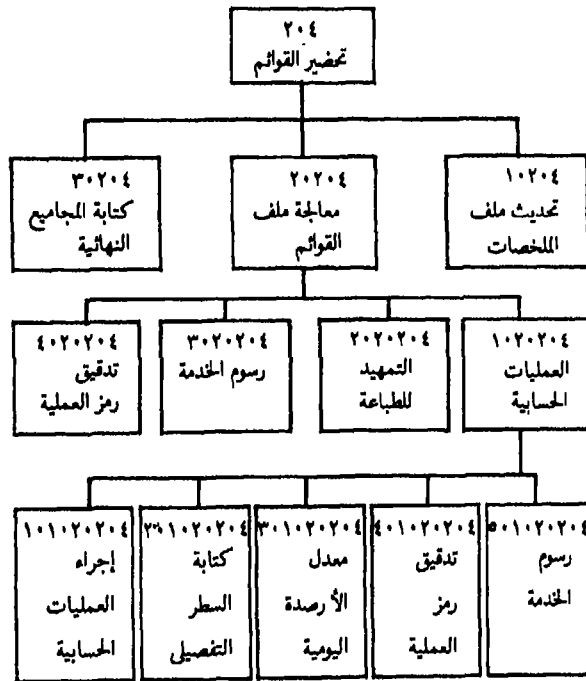 ٢٠٤
تحضير القوائم
١٠٢٠٤
تحديث ملف
الملخصات
٢٠٢٠٤
معالجة ملف
القوائم
٣٠٢٠٤
كتابة المجاميع
النهائية
١٠٢٠٢٠٤
العمليات
الحسابية
٢٠٢٠٢٠٤
التمهيد
للطباعة
٣٠٢٠٢٠٤
رسوم الخدمة
٤٠٢٠٢٠٤
تدقيق
رمز العملية
٥٠١٠٢٠٢٠٤
رسوم
الخدمة
٤٠١٠٢٠٢٠٤
تدقيق
رمز
العملية
٣٠١٠٢٠٢٠٤
معدل
الأرصدة
اليومية
٢٠١٠٢٠٢٠٤
كتابة
السطر
التفصيلي
١٠١٠٢٠٢٠٤
إجراء
العمليات
الحسابية